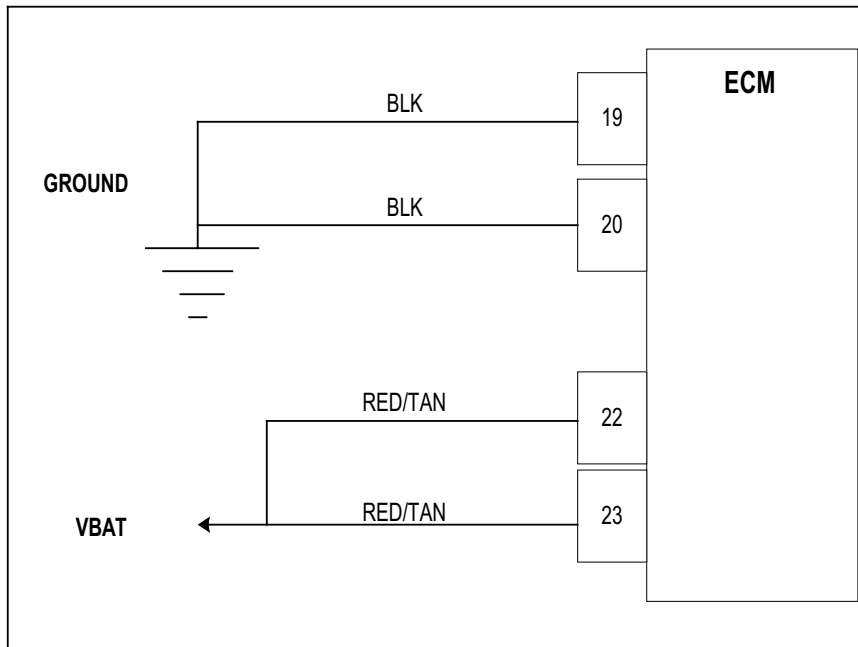 ECM
BLK
19
GROUND
BLK
20
RED/TAN
22
VBAT
RED/TAN
23